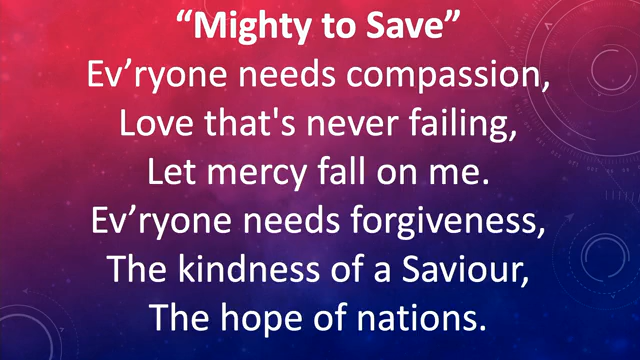 “Mighty to Save”
Ev’ryone needs compassion,
Love that's never failing,
Let mercy fall on me.
Ev’ryone needs forgiveness,
The kindness of a Saviour,
The hope of nations.